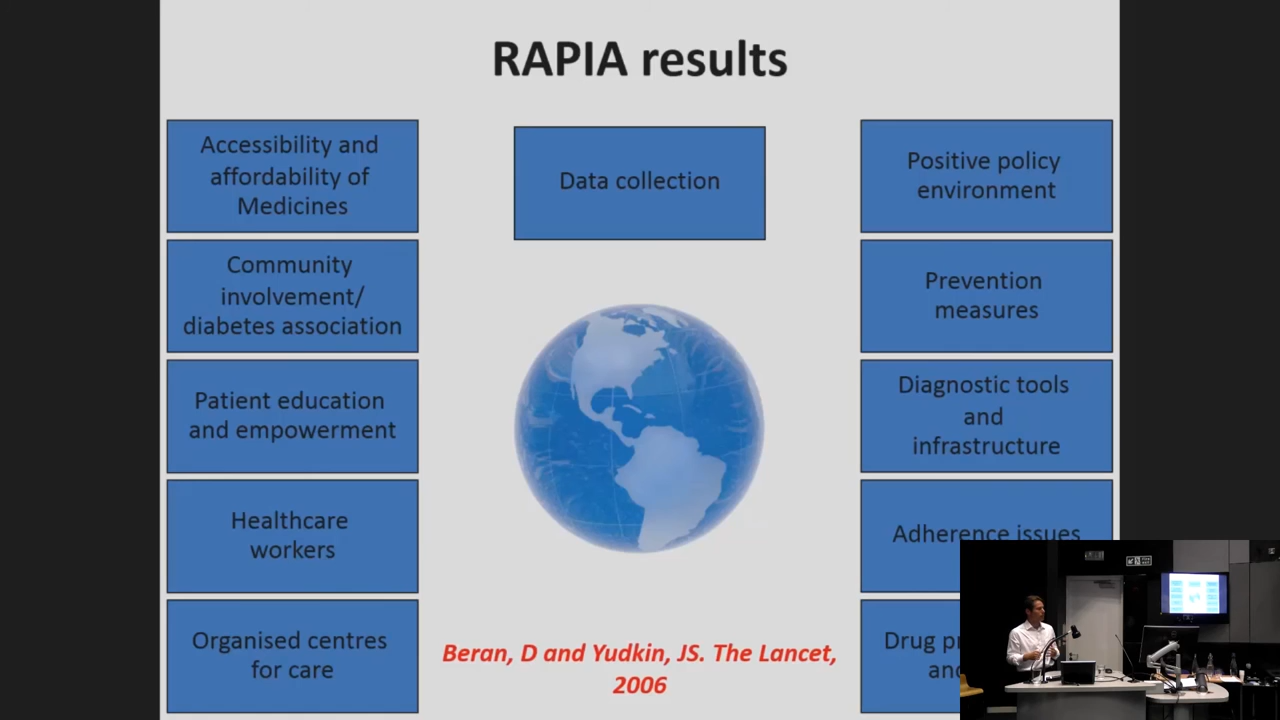 RAPIA results
Accessibility and
affordability of
Medicines
Data collection
Positive policy
environment
Community
involvement/
diabetes association
Prevention
measures
Patient education
and empowerment
Diagnostic tools
and
infrastructure
Healthcare
workers
Adherence issues
Organised centres
for care
Drug
Beran, D and Yudkin, JS. The Lancet,
2006